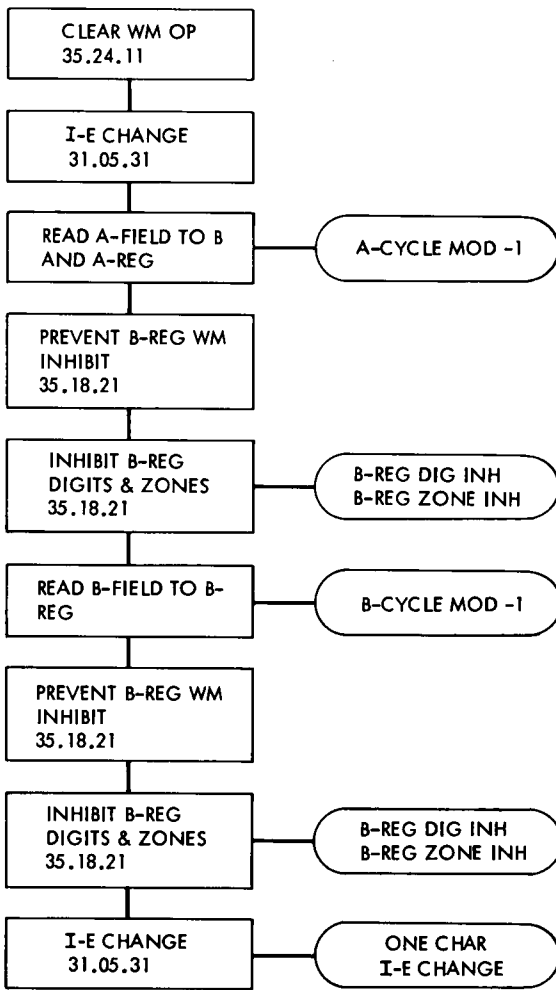 CLEAR WM OP
35.24.11
I-E CHANGE
31.05.31
READ A-FIELD TO B
AND A-REG
A-CYCLE MOD -1
PREVENT B-REG WM
INHIBIT
35.18.21
INHIBIT B-REG
DIGITS & ZONES
35.18.21
B-REG DIG INH
B-REG ZONE INH
READ B-FIELD TO B-
REG
B-CYCLE MOD -1
PREVENT B-REG WM
INHIBIT
35.18.21
INHIBIT B-REG
DIGITS & ZONES
35.18.21
B-REG DIG INH
B-REG ZONE INH
I-E CHANGE
31.05.31
ONE CHAR
I-E CHANGE